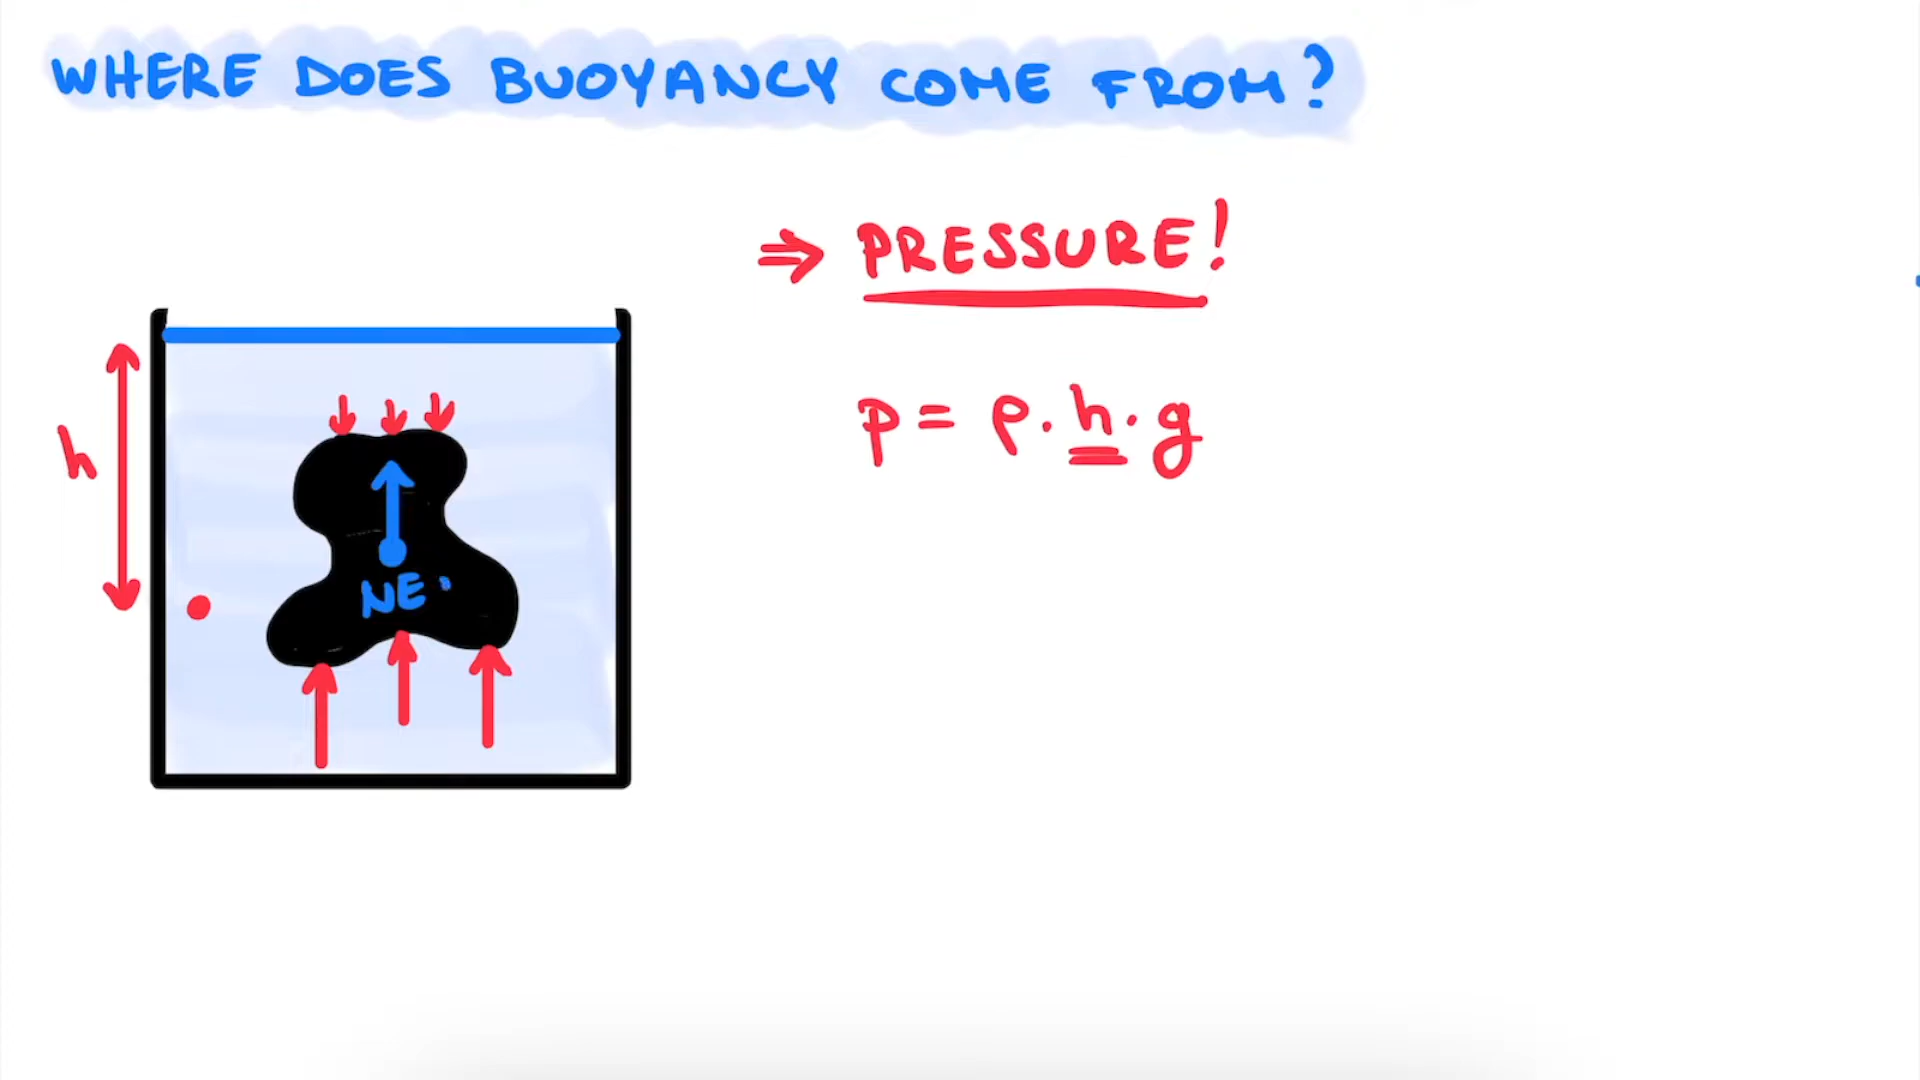 WHERE DOES BUOYANCY COME FROM?
⇒ PRESSURE!
p = ρ · h · g
h
NE